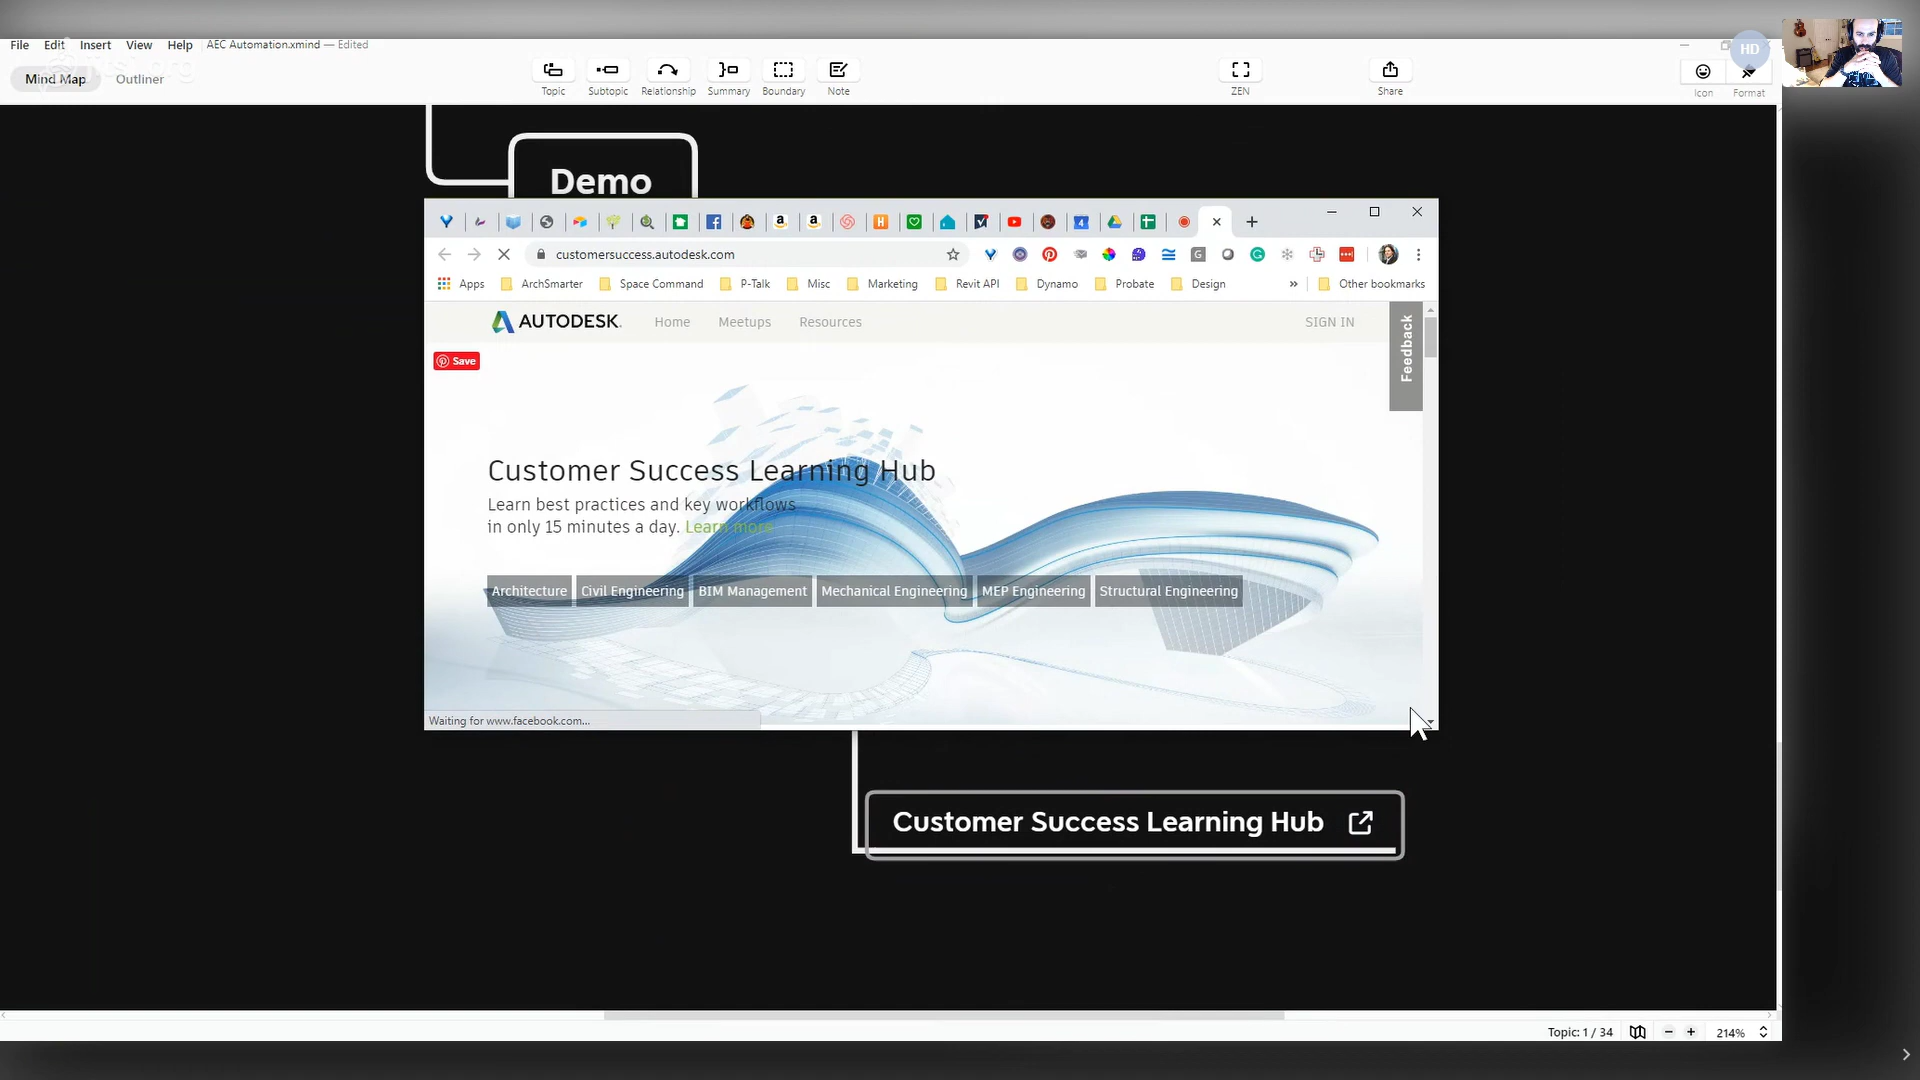 File Edit Insert View Help AEC Automation.xmind — Edited
HD
Mind Map Outliner
Topic Subtopic Relationship Summary Boundary Note ZEN Share Icon Format
Demo
customersuccess.autodesk.com
Apps ArchSmarter Space Command P-Talk Misc Marketing Revit API Dynamo Probate Design » Other bookmarks
AUTODESK. Home Meetups Resources SIGN IN
Feedback
Save
Customer Success Learning Hub
Learn best practices and key workflows
in only 15 minutes a day. Learn more
Architecture Civil Engineering BIM Management Mechanical Engineering MEP Engineering Structural Engineering
Waiting for www.facebook.com...
Customer Success Learning Hub
Topic: 1 / 34 214%